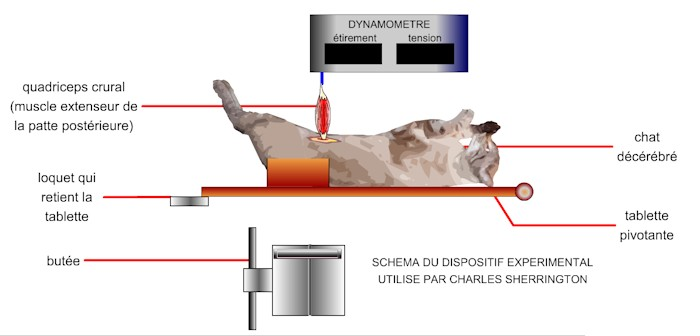 DYNAMOMETRE
étirement
tension
quadriceps crural
(muscle extenseur de
la patte postérieure)
chat
décérébré
loquet qui
retient la
tablette
tablette
pivotante
butée
SCHEMA DU DISPOSITIF EXPERIMENTAL
UTILISE PAR CHARLES SHERRINGTON